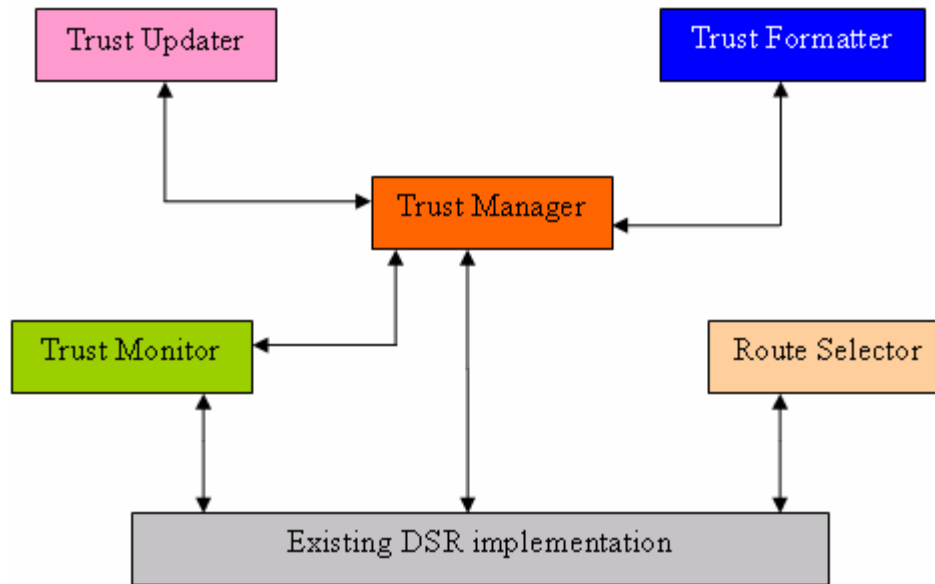 Trust Updater
Trust Formatter
Trust Manager
Trust Monitor
Route Selector
Existing DSR implementation